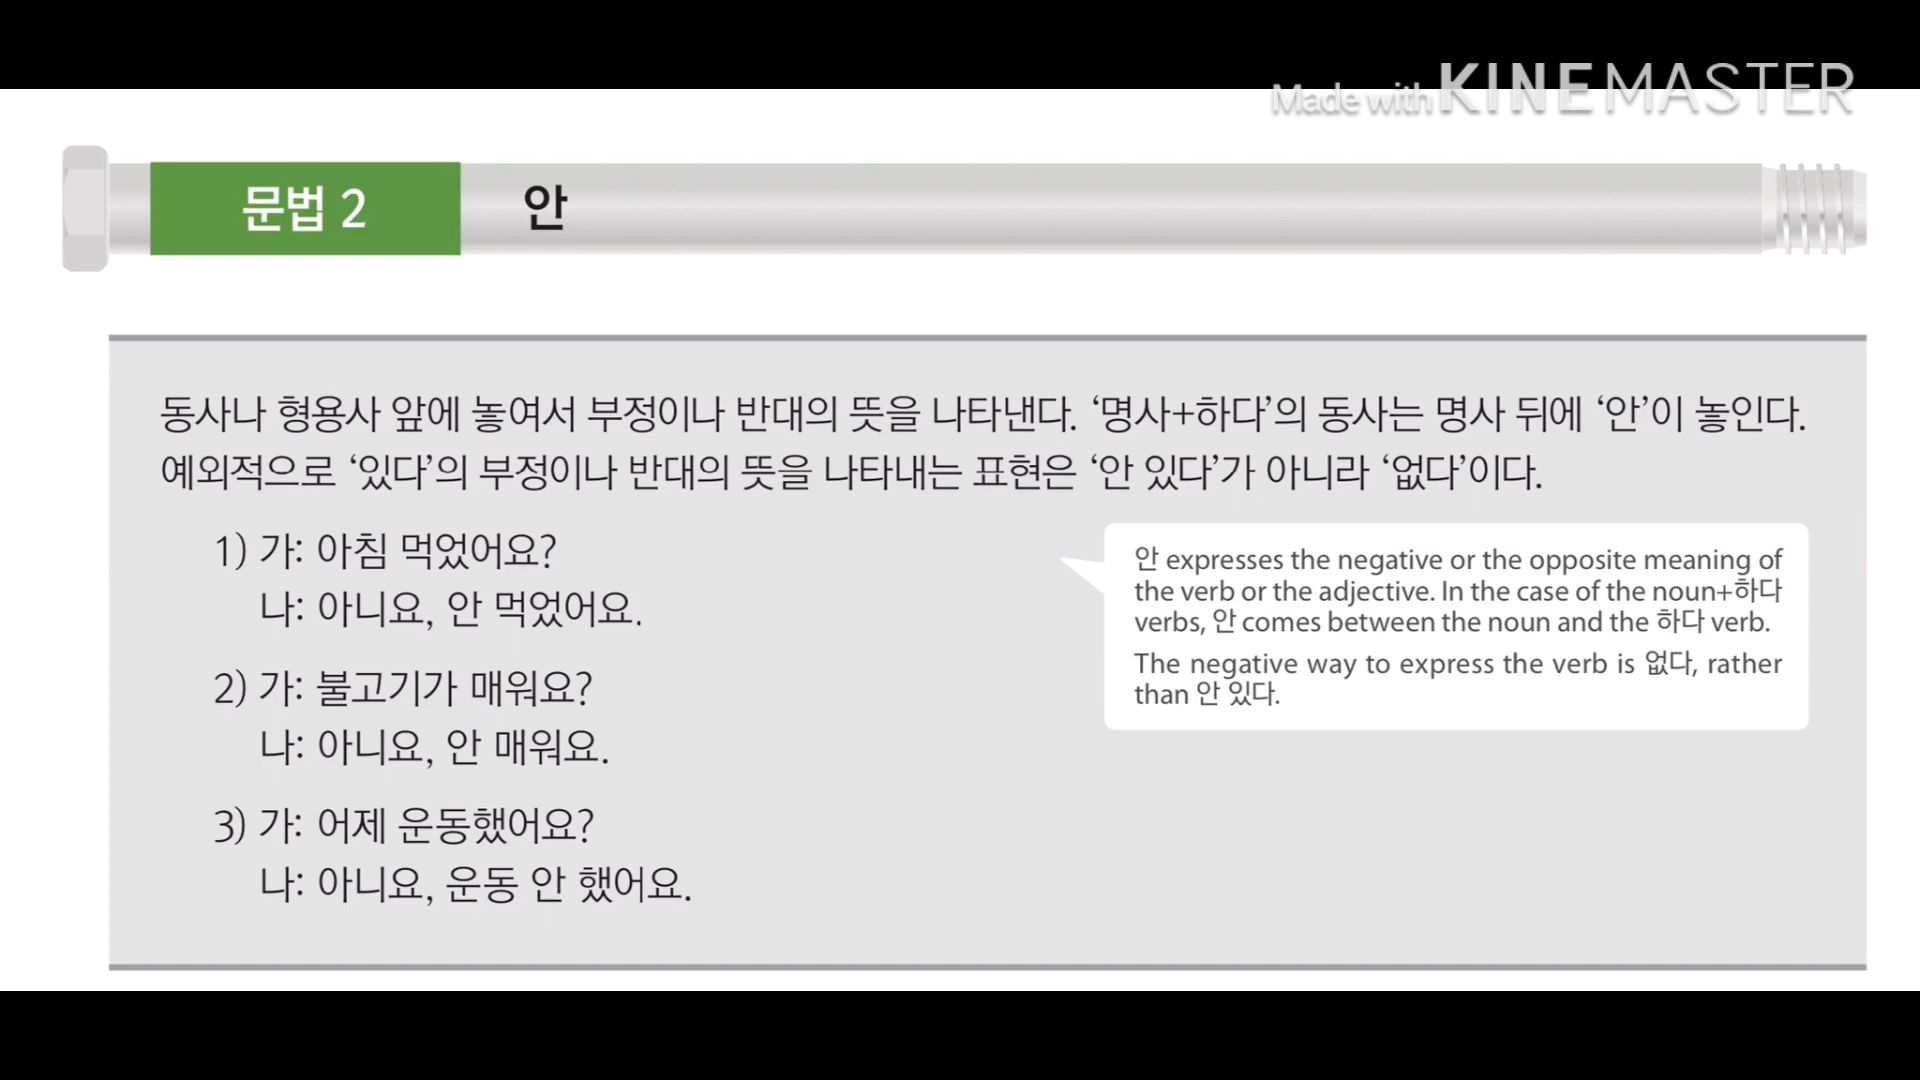 Made with KINEMASTER
문법 2
안
동사나 형용사 앞에 놓여서 부정이나 반대의 뜻을 나타낸다. ‘명사+하다’의 동사는 명사 뒤에 ‘안’이 놓인다.
예외적으로 ‘있다’의 부정이나 반대의 뜻을 나타내는 표현은 ‘안 있다’가 아니라 ‘없다’이다.
1) 가: 아침 먹었어요?
나: 아니요, 안 먹었어요.
2) 가: 불고기가 매워요?
나: 아니요, 안 매워요.
3) 가: 어제 운동했어요?
나: 아니요, 운동 안 했어요.
안 expresses the negative or the opposite meaning of
the verb or the adjective. In the case of the noun+하다
verbs, 안 comes between the noun and the 하다 verb.
The negative way to express the verb is 없다, rather
than 안 있다.